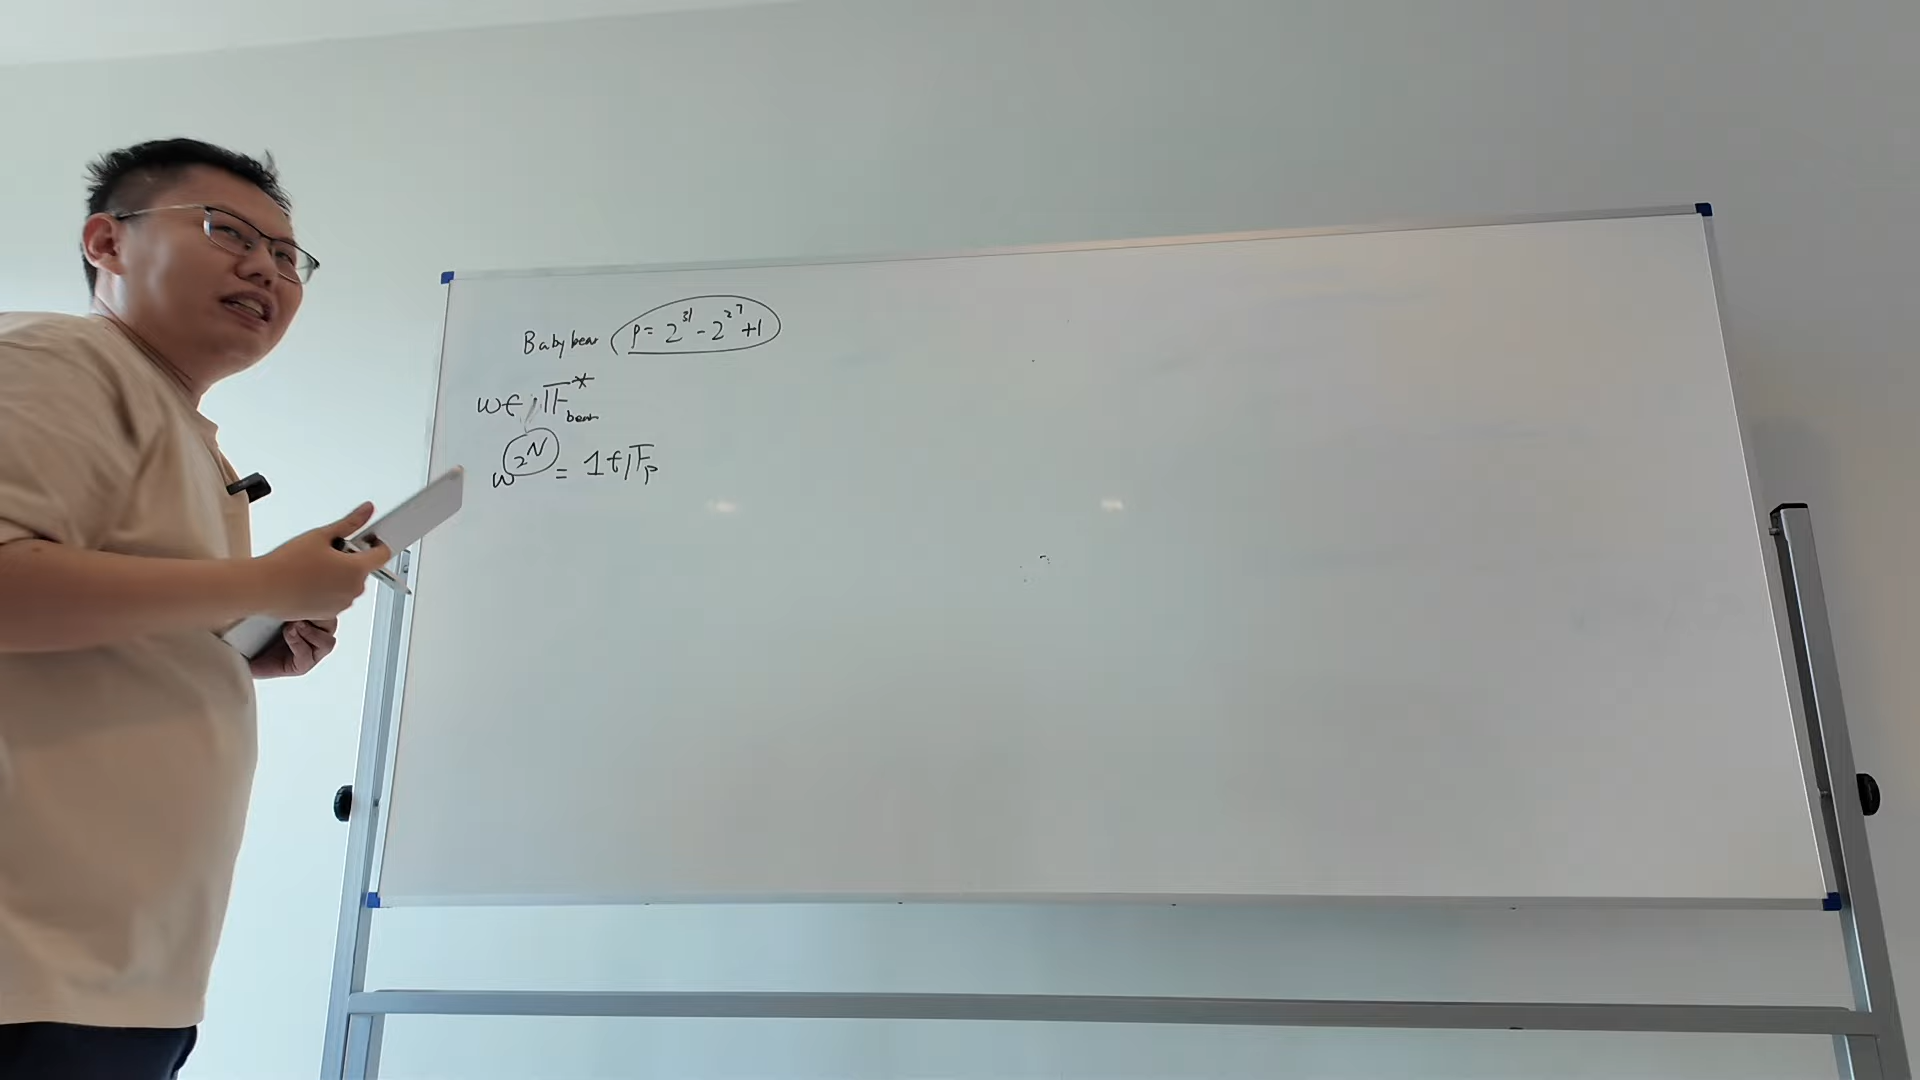 Babybear p = 2^31 - 2^27 + 1
w ∈ 𝔽*_bear
w^2^N = 1 ∈ 𝔽_p